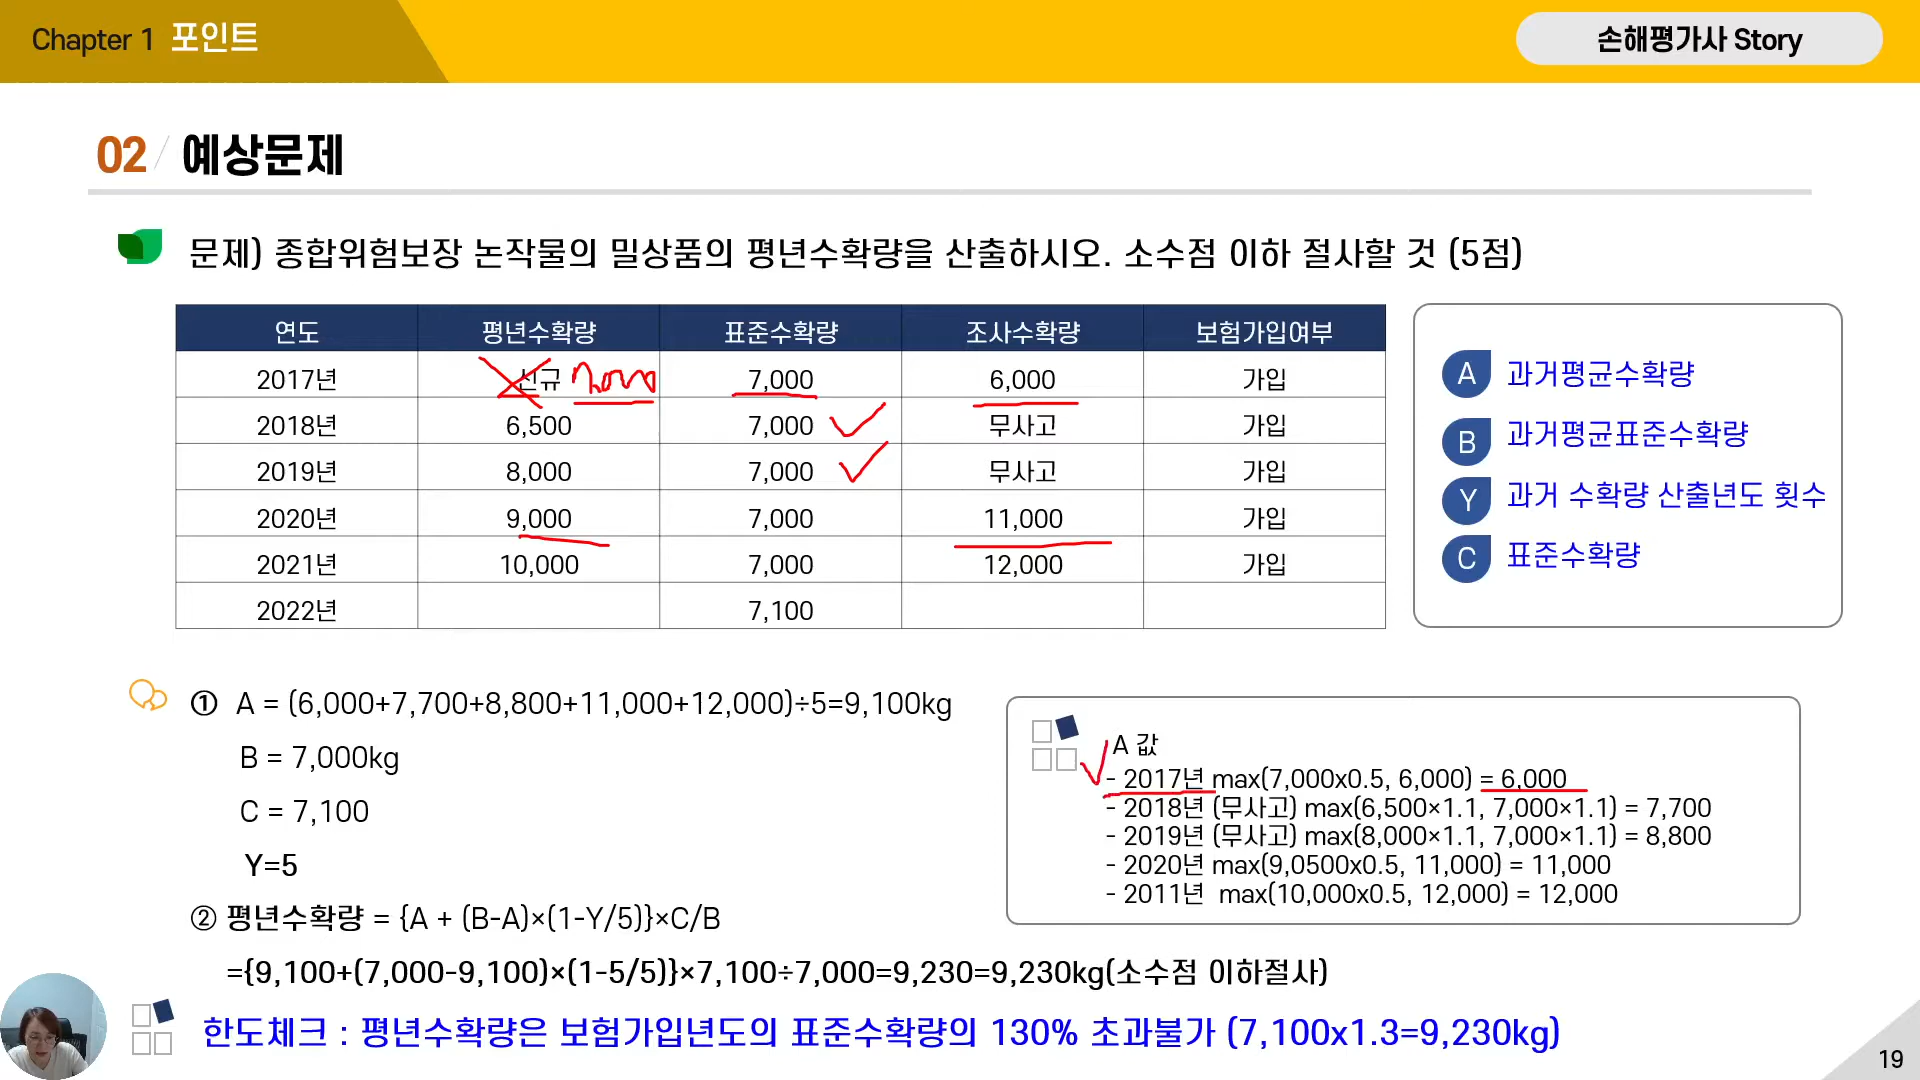 Chapter 1 포인트
손해평가사 Story
02 / 예상문제
문제) 종합위험보장 논작물의 밀상품의 평년수확량을 산출하시오. 소수점 이하 절사할 것 (5점)
연도 평년수확량 표준수확량 조사수확량 보험가입여부
2017년 신규 7,000 6,000 가입
2018년 6,500 7,000 무사고 가입
2019년 8,000 7,000 무사고 가입
2020년 9,000 7,000 11,000 가입
2021년 10,000 7,000 12,000 가입
2022년 7,100
A 과거평균수확량
B 과거평균표준수확량
Y 과거 수확량 산출년도 횟수
C 표준수확량
① A = (6,000+7,700+8,800+11,000+12,000)÷5=9,100kg
B = 7,000kg
C = 7,100
Y=5
② 평년수확량 = {A + (B-A)×(1-Y/5)}×C/B
={9,100+(7,000-9,100)×(1-5/5)}×7,100÷7,000=9,230=9,230kg(소수점 이하절사)
A 값
- 2017년 max(7,000x0.5, 6,000) = 6,000
- 2018년 (무사고) max(6,500×1.1, 7,000×1.1) = 7,700
- 2019년 (무사고) max(8,000×1.1, 7,000×1.1) = 8,800
- 2020년 max(9,0500x0.5, 11,000) = 11,000
- 2011년 max(10,000x0.5, 12,000) = 12,000
한도체크 : 평년수확량은 보험가입년도의 표준수확량의 130% 초과불가 (7,100x1.3=9,230kg)
19